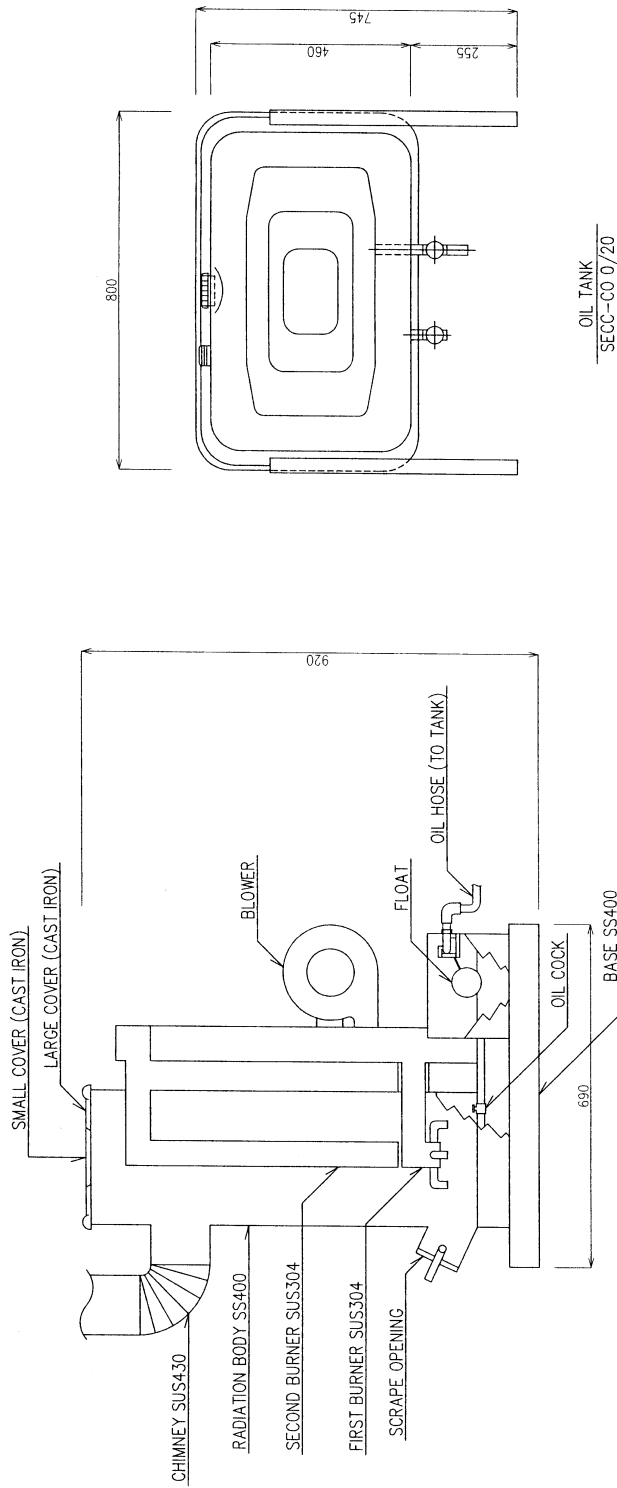 SMALL COVER (CAST IRON)
LARGE COVER (CAST IRON)
CHIMNEY SUS430
RADIATION BODY SS400
SECOND BURNER SUS304
FIRST BURNER SUS304
SCRAPE OPENING
BLOWER
FLOAT
OIL HOSE (TO TANK)
OIL COCK
BASE SS400
690
920
800
745
460
255
OIL TANK
SECC-CO 0/20